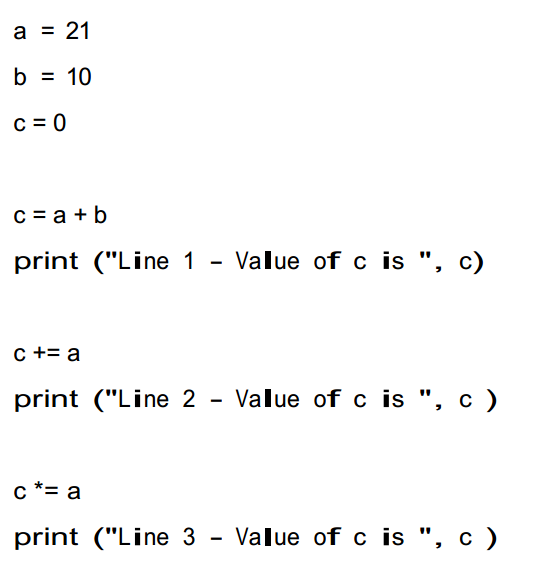 a = 21
b = 10
c = 0
c = a + b
print ("Line 1 - Value of c is ", c)
c += a
print ("Line 2 - Value of c is ", c )
c *= a
print ("Line 3 - Value of c is ", c )